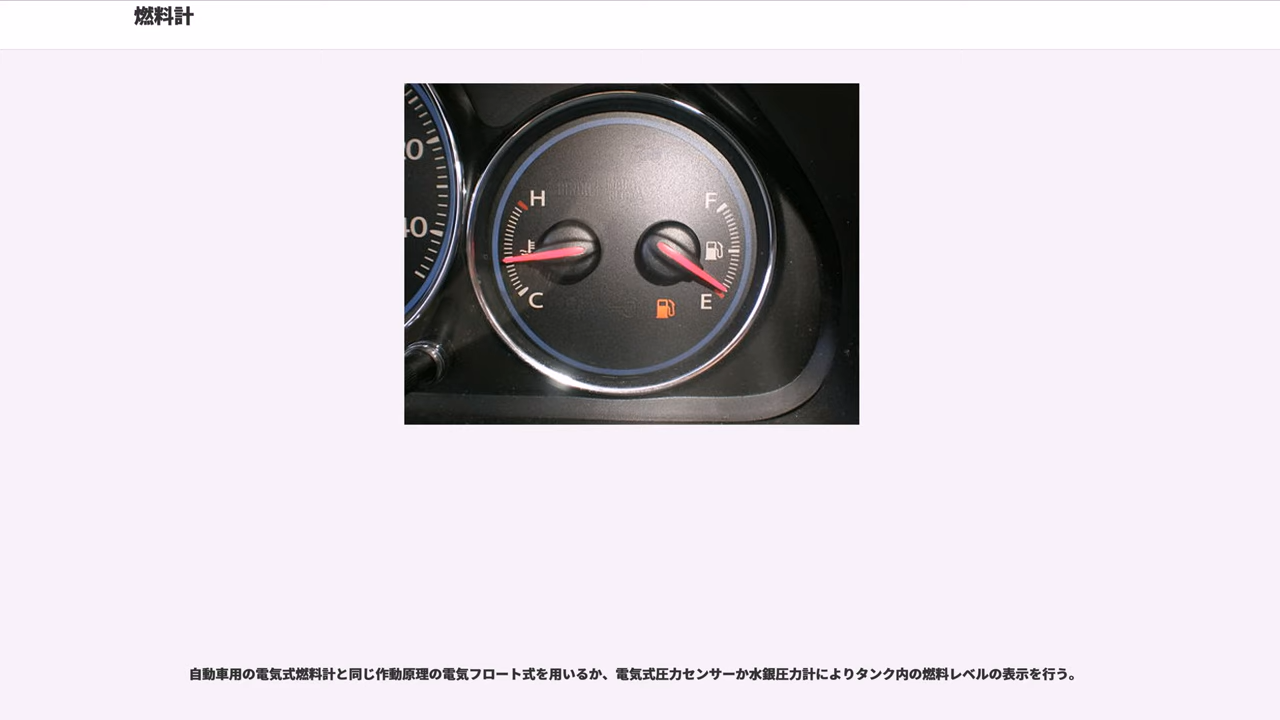 燃料計
20
40
H
F
C
E
自動車用の電気式燃料計と同じ作動原理の電気フロート式を用いるか、電気式圧力センサーか水銀圧力計によりタンク内の燃料レベルの表示を行う。